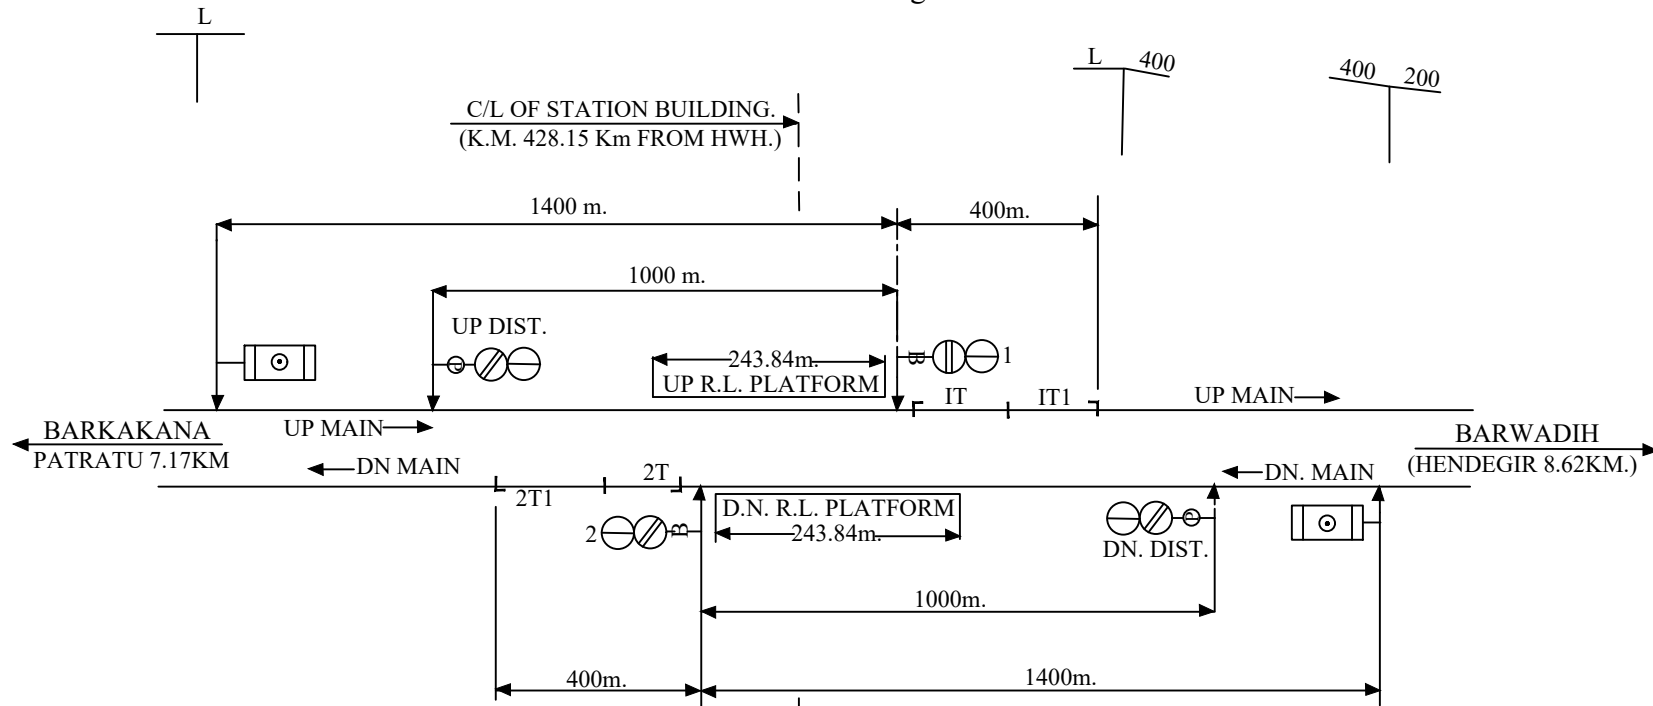 L
L 400
400 200
C/L OF STATION BUILDING.
(K.M. 428.15 Km FROM HWH.)
1400 m.
400m.
1000 m.
UP DIST.
P
243.84m.
UP R.L. PLATFORM
B
1
IT
IT1
UP MAIN
UP MAIN
BARKAKANA
PATRATU 7.17KM
BARWADIH
(HENDEGIR 8.62KM.)
DN MAIN
DN. MAIN
2T1
2T
2
B
D.N. R.L. PLATFORM
243.84m.
P
DN. DIST.
1000m.
400m.
1400m.